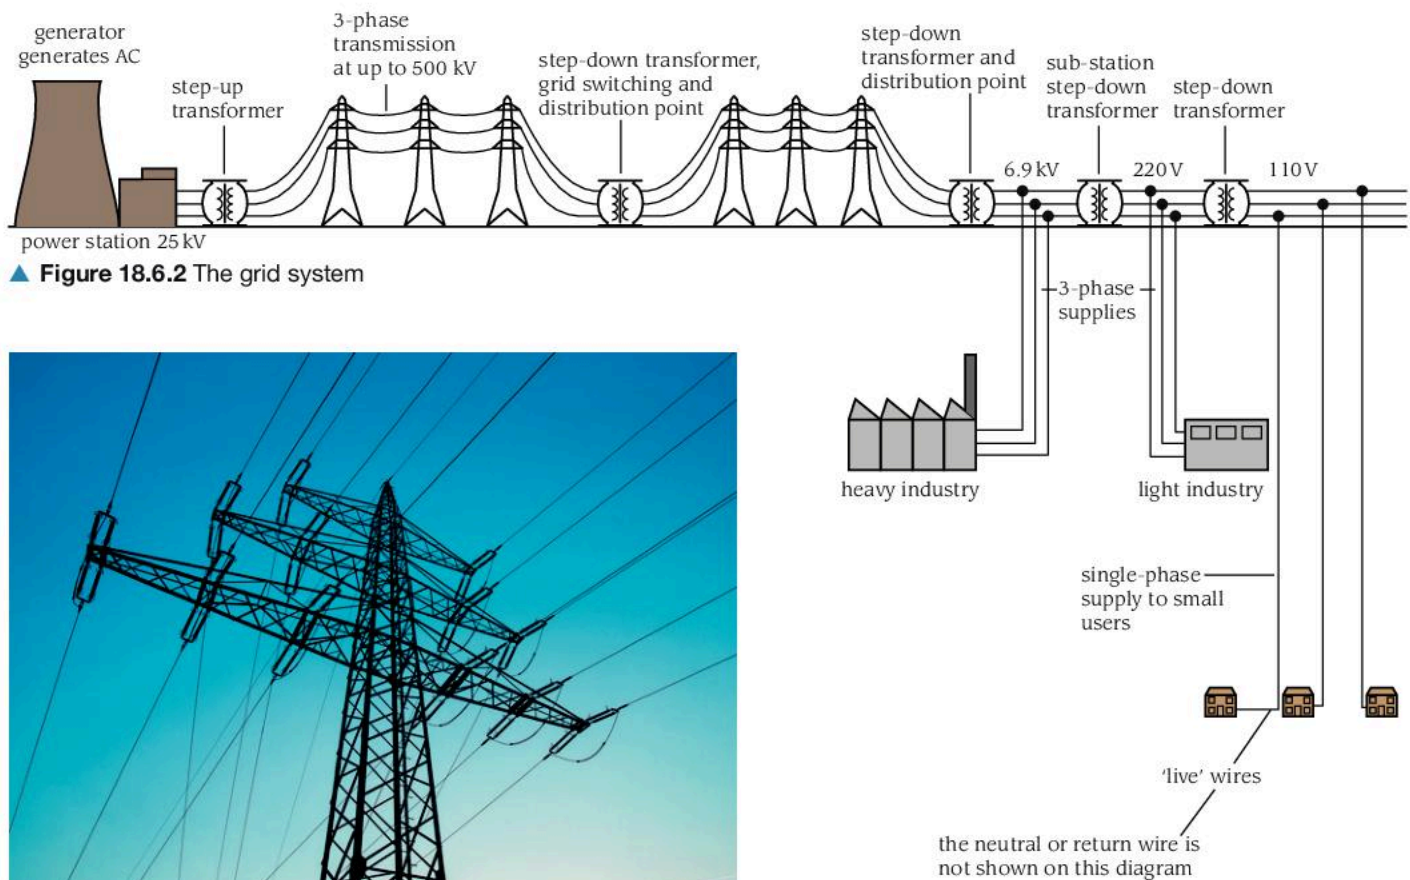 generator
generates AC
step-up
transformer
3-phase
transmission
at up to 500 kV
step-down transformer,
grid switching and
distribution point
step-down
transformer and
distribution point
sub-station
step-down
transformer
step-down
transformer
6.9 kV
220 V
110 V
power station 25 kV
▲ Figure 18.6.2 The grid system
3-phase
supplies
heavy industry
light industry
single-phase
supply to small
users
'live' wires
the neutral or return wire is
not shown on this diagram